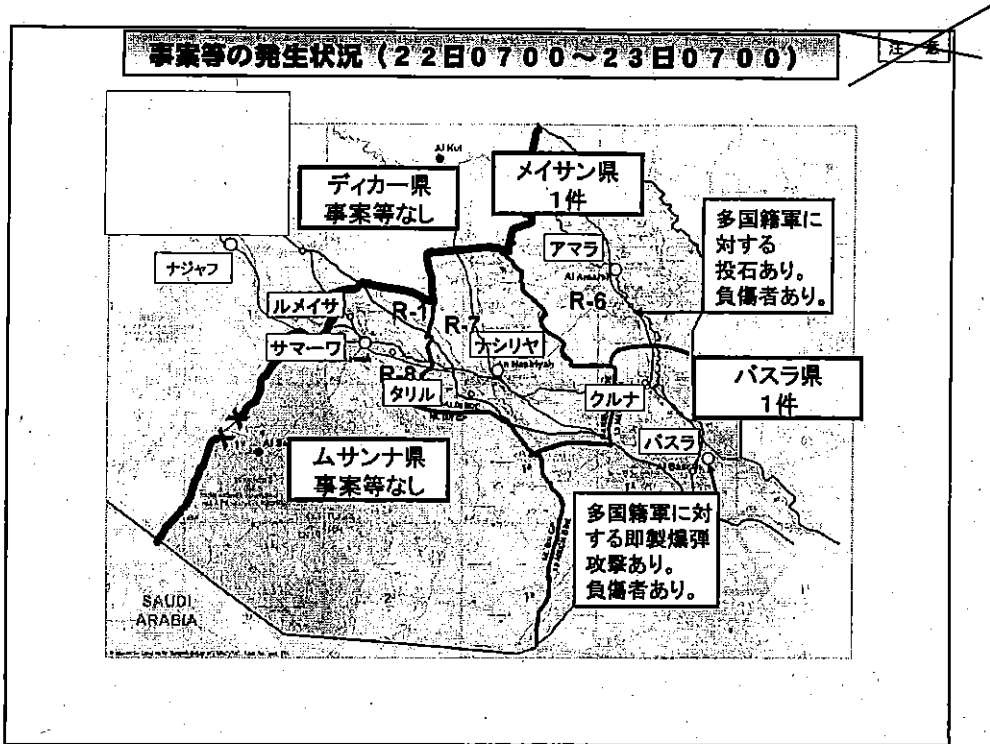 事案等の発生状況（２２日０７００～２３日０７００）
注 意
Al Kut
ディカー県
事案等なし
メイサン県
1件
多国籍軍に
対する
投石あり。
負傷者あり。
アマラ
ナジャフ
R-6
ルメイサ
R-1
R-7
サマーワ
ナシリヤ
R-8
タリル
クルナ
バスラ県
1件
バスラ
ムサンナ県
事案等なし
多国籍軍に対
する即製爆弾
攻撃あり。
負傷者あり。
SAUDI
ARABIA